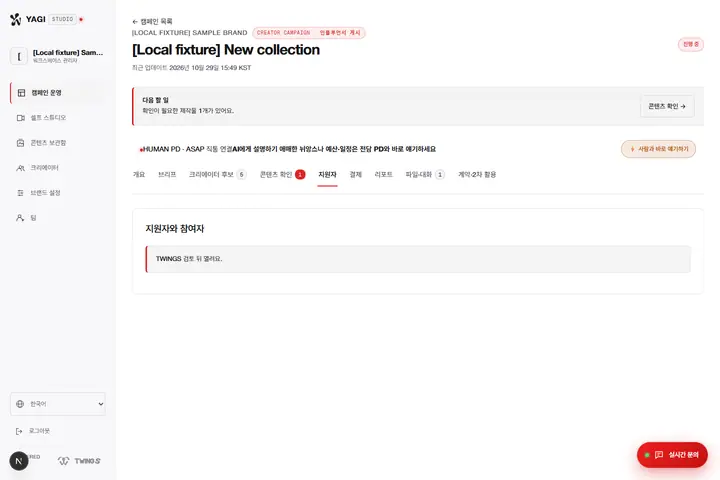 YAGI STUDIO
[ [Local fixture] Sam...
워크스페이스 관리자
캠페인 운영
셀프 스튜디오
콘텐츠 보관함
크리에이터
브랜드 설정
팀
한국어
로그아웃
N
TWINGS
← 캠페인 목록
[LOCAL FIXTURE] SAMPLE BRAND CREATOR CAMPAIGN 인플루언서 게시
[Local fixture] New collection
진행 중
최근 업데이트 2026년 10월 29일 15:49 KST
다음 할 일
확인이 필요한 제작물 1개가 있어요.
콘텐츠 확인 →
HUMAN PD · ASAP 직통 연결AI에게 설명하기 애매한 뉘앙스나 예산·일정은 전담 PD와 바로 얘기하세요
사람과 바로 얘기하기
개요 브리프 크리에이터 후보 5 콘텐츠 확인 1 지원자 결제 리포트 파일·대화 1 계약·2차 활용
지원자와 참여자
TWINGS 검토 뒤 열려요.
실시간 문의